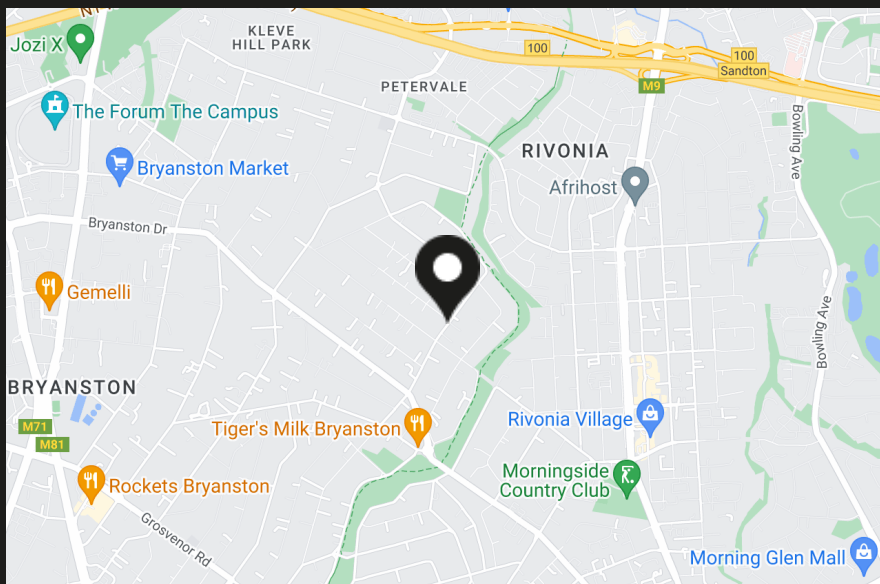 KLEVE
HILL PARK
Jozi X
100
100
Sandton
M9
PETERVALE
The Forum The Campus
Bowling Ave
RIVONIA
Bryanston Market
Afrihost
Bryanston Dr
Gemelli
Bowling Ave
BRYANSTON
M71
M81
Tiger's Milk Bryanston
Rivonia Village
Morningside
Country Club
Rockets Bryanston
Grosvenor Rd
Morning Glen Mall